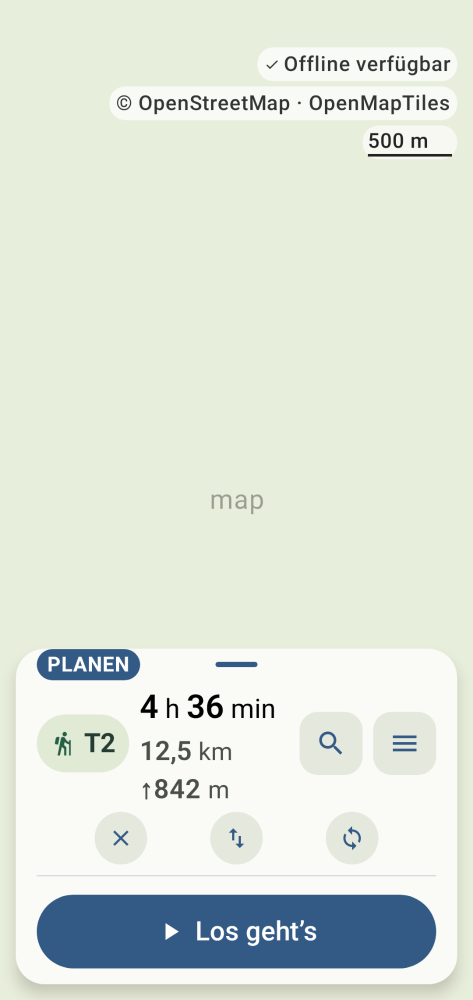 Offline verfügbar
© OpenStreetMap · OpenMapTiles
500 m
map
PLANEN
T2
4 h 36 min
12,5 km
↑842 m
Los geht’s